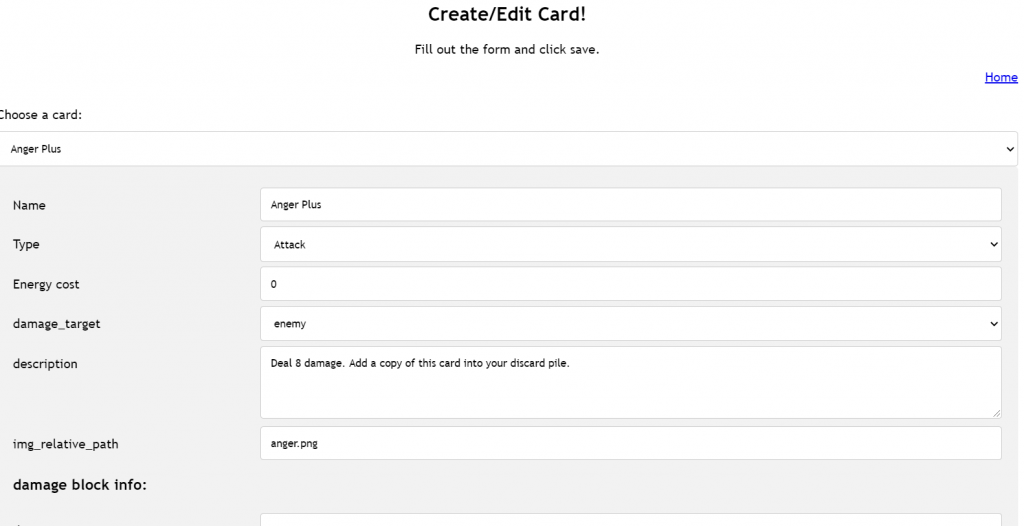 Create/Edit Card!
Fill out the form and click save.
Home
Choose a card:
Anger Plus
Name Anger Plus
Type Attack
Energy cost 0
damage_target enemy
description Deal 8 damage. Add a copy of this card into your discard pile.
img_relative_path anger.png
damage block info: